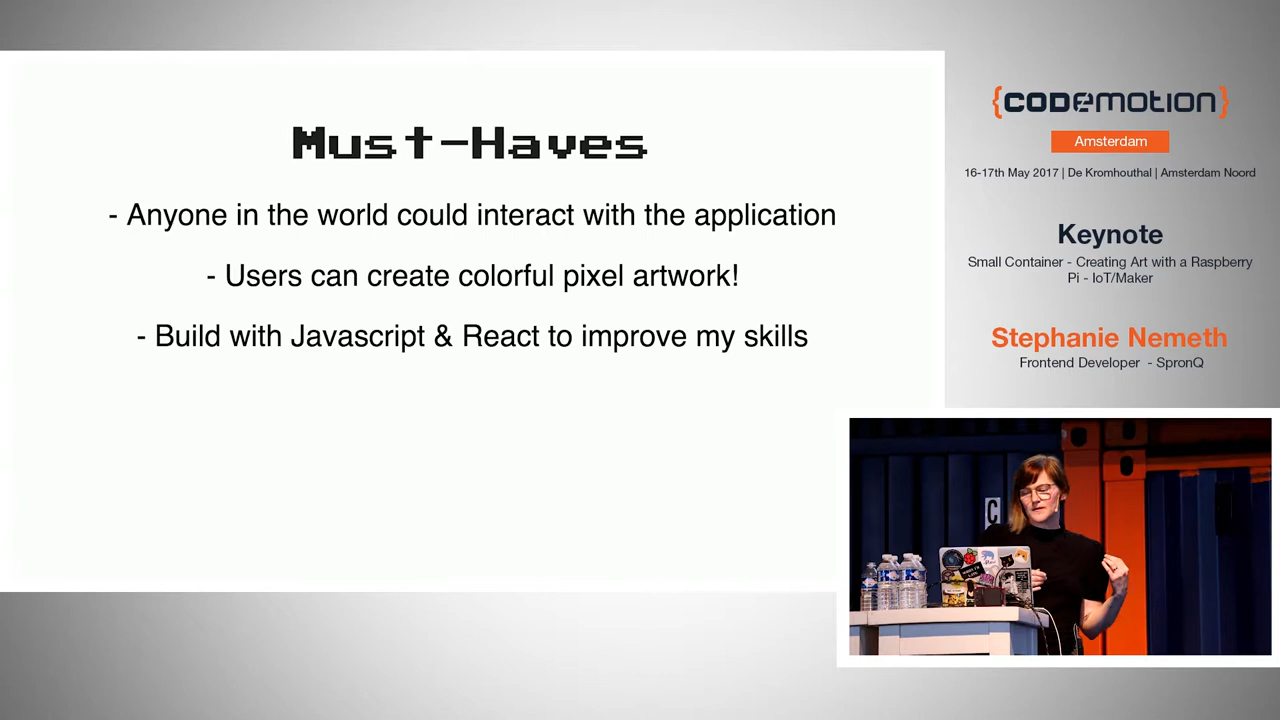 Must-Haves
- Anyone in the world could interact with the application
- Users can create colorful pixel artwork!
- Build with Javascript & React to improve my skills
{CODEMOTION}
Amsterdam
16-17th May 2017 | De Kromhouthal | Amsterdam Noord
Keynote
Small Container - Creating Art with a Raspberry
Pi - IoT/Maker
Stephanie Nemeth
Frontend Developer - SpronQ
C